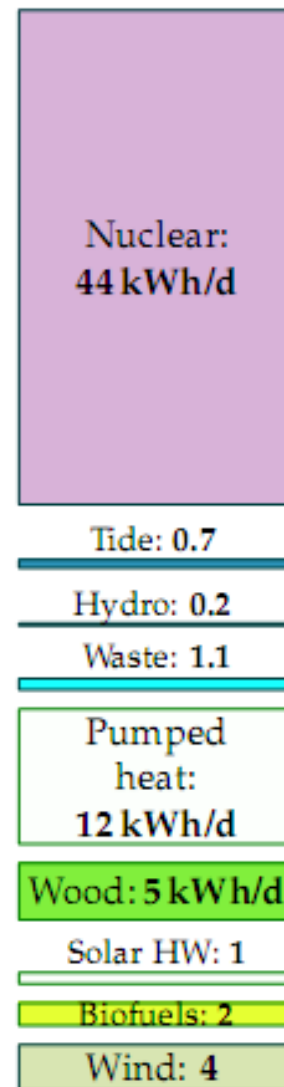 Nuclear:
44 kWh/d
Tide: 0.7
Hydro: 0.2
Waste: 1.1
Pumped
heat:
12 kWh/d
Wood: 5 kWh/d
Solar HW: 1
Biofuels: 2
Wind: 4